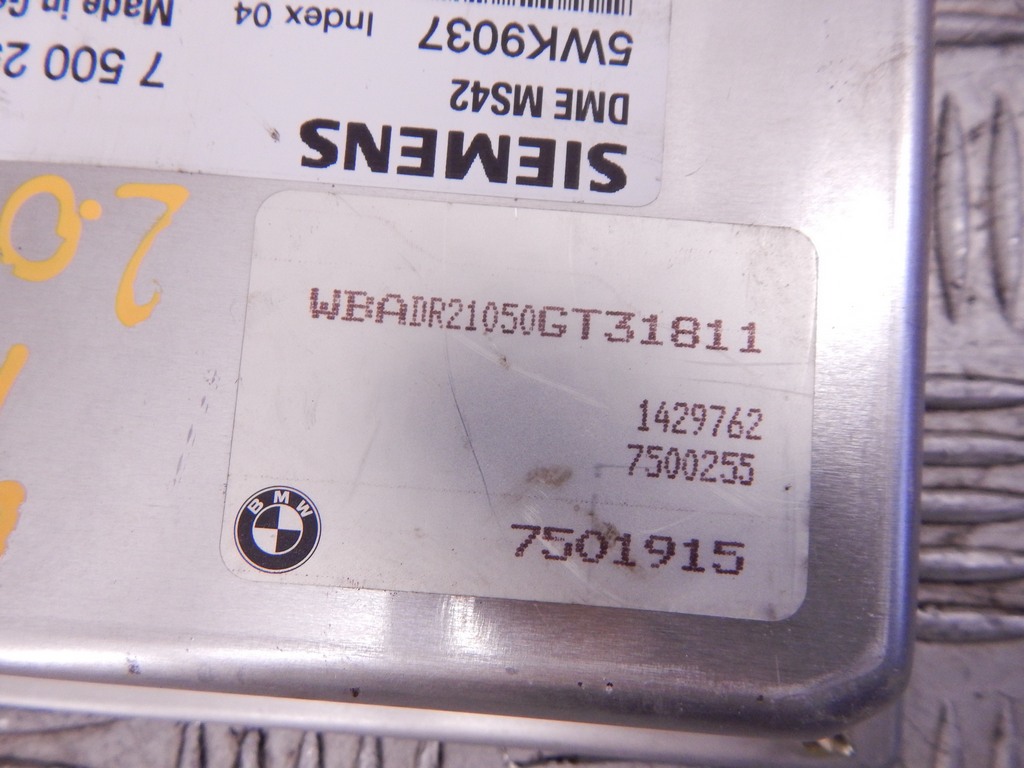 SIEMENS
DME MS42
5WK9037
Index 04
7 500 2
Made in
2.0
WBADR21050GT31811
1429762
7500255
7501915
BMW